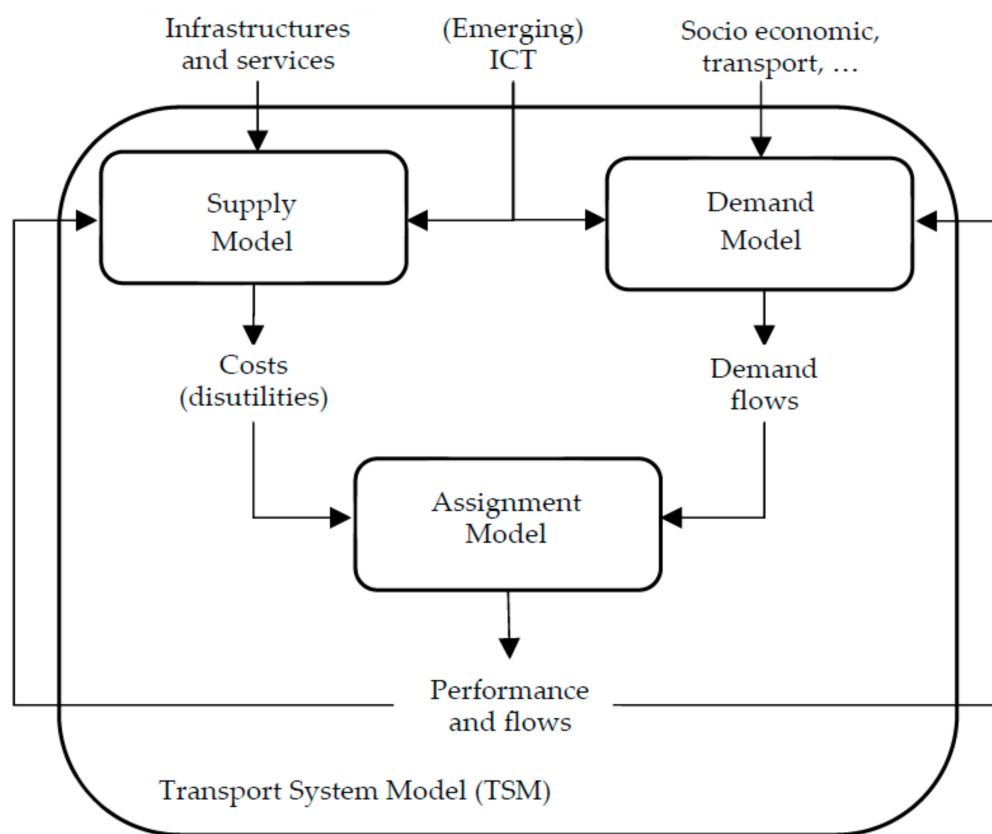 Infrastructures
and services
(Emerging)
ICT
Socio economic,
transport, ...
Supply
Model
Demand
Model
Costs
(disutilities)
Demand
flows
Assignment
Model
Performance
and flows
Transport System Model (TSM)